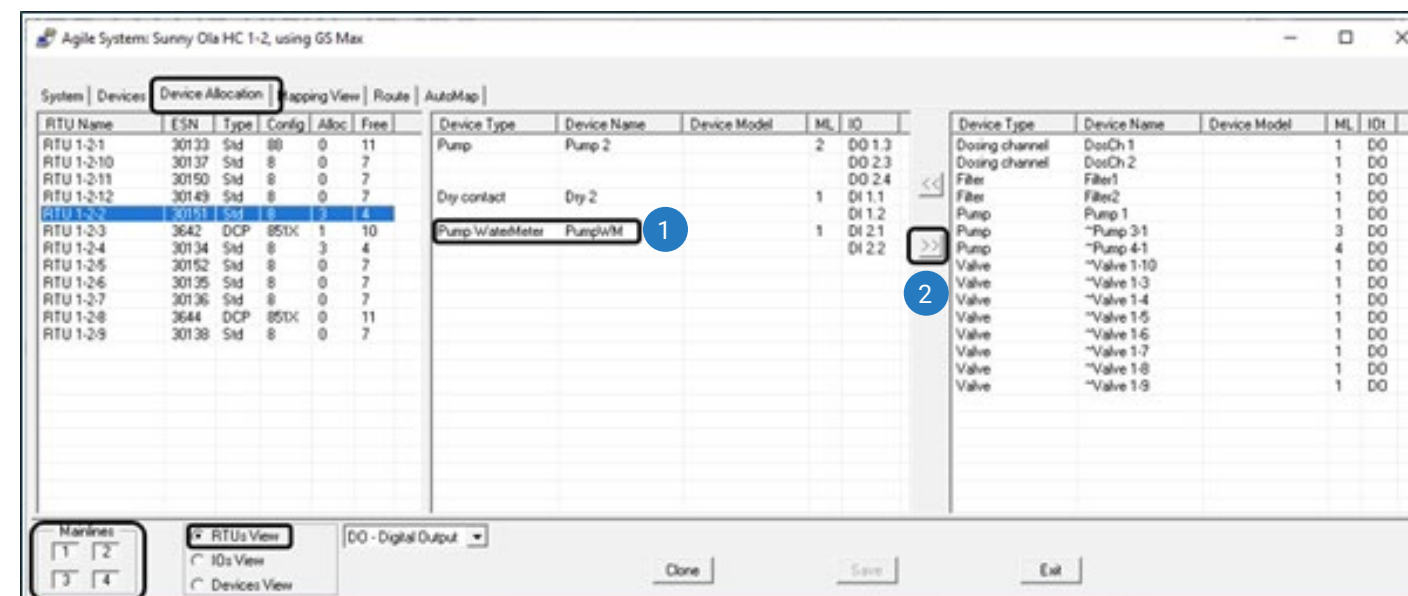 Agile System: Sunny Ola HC 1-2, using GS Max
System Devices Device Allocation Mapping View Route AutoMap
RTU Name ESN Type Config Alloc Free Device Type Device Name Device Model ML IO Device Type Device Name Device Model ML IOt
RTU 1-2-1 30133 Std 88 0 11 Pump Pump 2 2 DO 1.3 Dosing channel DosCh 1 1 DO
RTU 1-2-10 30137 Std 8 0 7 DO 2.3 Dosing channel DosCh 2 1 DO
RTU 1-2-11 30150 Std 8 0 7 DO 2.4 << Filter Filter1 1 DO
RTU 1-2-12 30149 Std 8 0 7 Dry contact Dry 2 1 DI 1.1 Filter Filter2 1 DO
RTU 1-2-2 30151 Std 8 3 4 DI 1.2 Pump Pump 1 1 DO
RTU 1-2-3 3642 DCP 851X 1 10 Pump WaterMeter PumpWM 1 1 DI 2.1 Pump ~Pump 3-1 3 DO
RTU 1-2-4 30134 Std 8 3 4 DI 2.2 >> Pump ~Pump 4-1 4 DO
RTU 1-2-5 30152 Std 8 0 7 Valve ~Valve 1-10 1 DO
RTU 1-2-6 30135 Std 8 0 7 2 Valve ~Valve 1-3 1 DO
RTU 1-2-7 30136 Std 8 0 7 Valve ~Valve 1-4 1 DO
RTU 1-2-8 3644 DCP 851X 0 11 Valve ~Valve 1-5 1 DO
RTU 1-2-9 30138 Std 8 0 7 Valve ~Valve 1-6 1 DO
Valve ~Valve 1-7 1 DO
Valve ~Valve 1-8 1 DO
Valve ~Valve 1-9 1 DO
Mainlines RTUs View DO - Digital Output
1 2 IOs View Clone Save Exit
3 4 Devices View